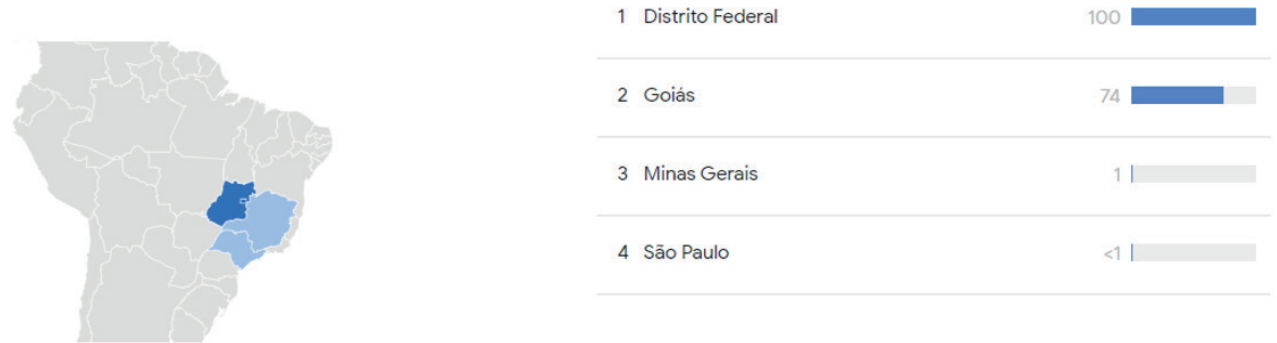 1 Distrito Federal 100
2 Goiás 74
3 Minas Gerais 1
4 São Paulo <1